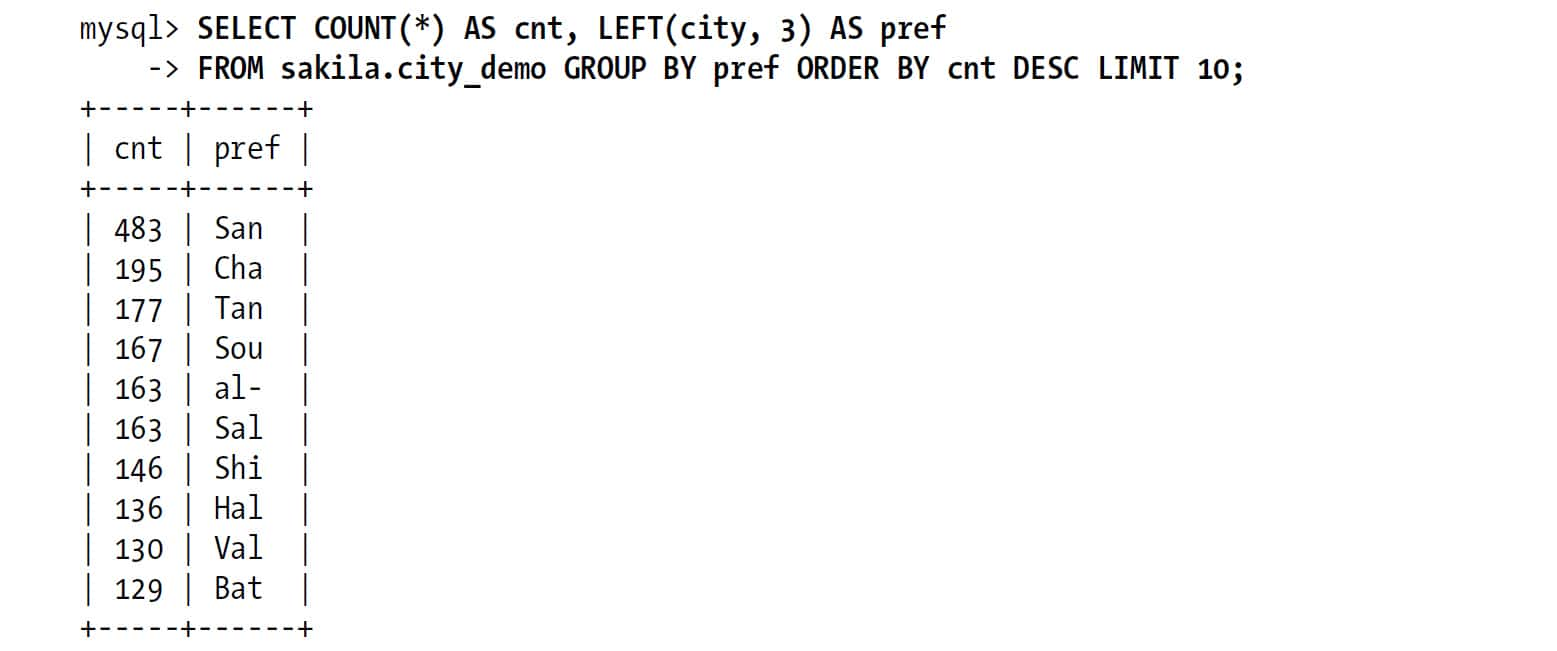 mysql> SELECT COUNT(*) AS cnt, LEFT(city, 3) AS pref
    -> FROM sakila.city_demo GROUP BY pref ORDER BY cnt DESC LIMIT 10;
+-----+------+
| cnt | pref |
+-----+------+
| 483 | San  |
| 195 | Cha  |
| 177 | Tan  |
| 167 | Sou  |
| 163 | al-  |
| 163 | Sal  |
| 146 | Shi  |
| 136 | Hal  |
| 130 | Val  |
| 129 | Bat  |
+-----+------+